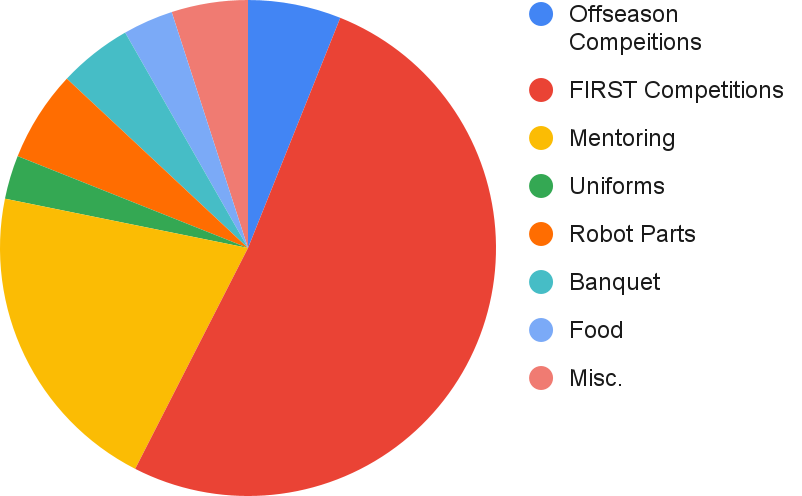 Offseason
Compeitions
FIRST Competitions
Mentoring
Uniforms
Robot Parts
Banquet
Food
Misc.